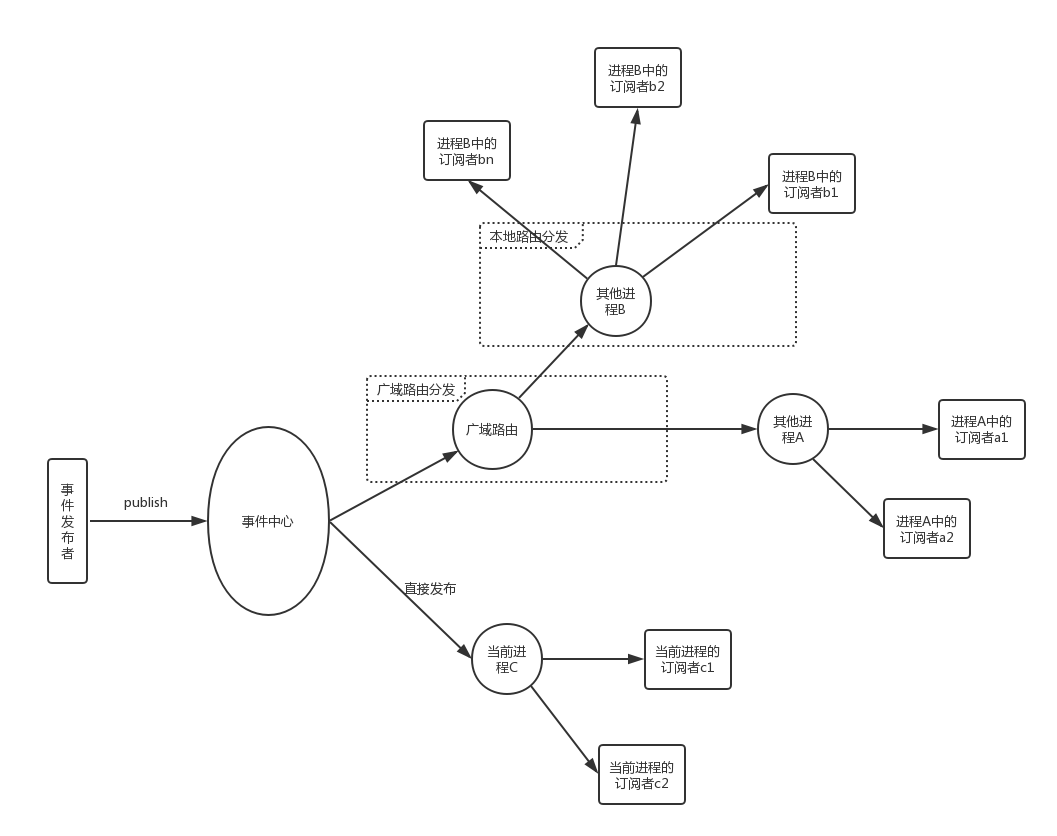 进程B中的
订阅者b2
进程B中的
订阅者bn
进程B中的
订阅者b1
本地路由分发
其他进
程B
广域路由分发
广域路由
其他进
程A
进程A中的
订阅者a1
事
件
发
布
者
publish
事件中心
进程A中的
订阅者a2
直接发布
当前进
程C
当前进程的
订阅者c1
当前进程的
订阅者c2